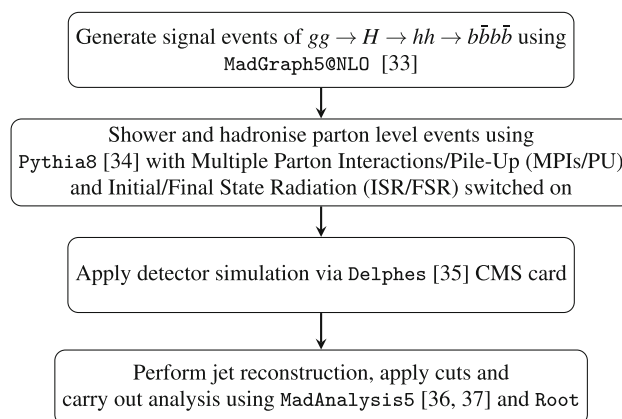 Generate signal events of gg → H → hh → bb̄bb̄ using
MadGraph5@NLO [33]
Shower and hadronise parton level events using
Pythia8 [34] with Multiple Parton Interactions/Pile-Up (MPIs/PU)
and Initial/Final State Radiation (ISR/FSR) switched on
Apply detector simulation via Delphes [35] CMS card
Perform jet reconstruction, apply cuts and
carry out analysis using MadAnalysis5 [36, 37] and Root